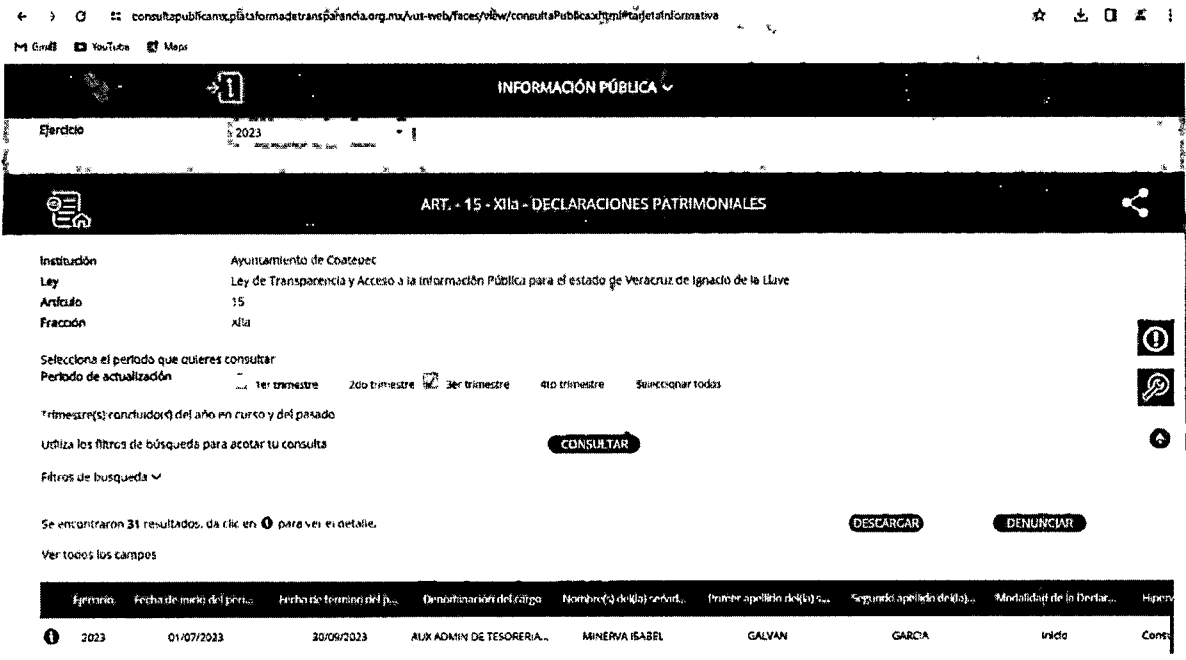 consultapublicamx.plataformadetransparencia.org.mx/vut-web/faces/view/consultaPublica.xhtml#tarjetaInformativa
Gmail YouTube Maps
INFORMACIÓN PÚBLICA
Ejercicio 2023
ART. - 15 - XIIa - DECLARACIONES PATRIMONIALES
Institución Ayuntamiento de Coatepec
Ley Ley de Transparencia y Acceso a la Información Pública para el estado de Veracruz de Ignacio de la Llave
Artículo 15
Fracción XIIa
Selecciona el periodo que quieres consultar
Periodo de actualización 1er trimestre 2do trimestre 3er trimestre 4to trimestre Seleccionar todos
Trimestre(s) concluido(s) del año en curso y del pasado
Utiliza los filtros de búsqueda para acotar tu consulta CONSULTAR
Filtros de busqueda
Se encontraron 31 resultados, da clic en para ver el detalle. DESCARGAR DENUNCIAR
Ver todos los campos
Ejercicio Fecha de inicio del peri... Fecha de termino del p... Denominación del cargo Nombre(s) del(la) servid... Primer apellido del(la) s... Segundo apellido del(la)... Modalidad de la Declar... Hiperv
2023 01/07/2023 30/09/2023 AUX ADMIN DE TESORERIA... MINERVA ISABEL GALVAN GARCIA Inicio Consu